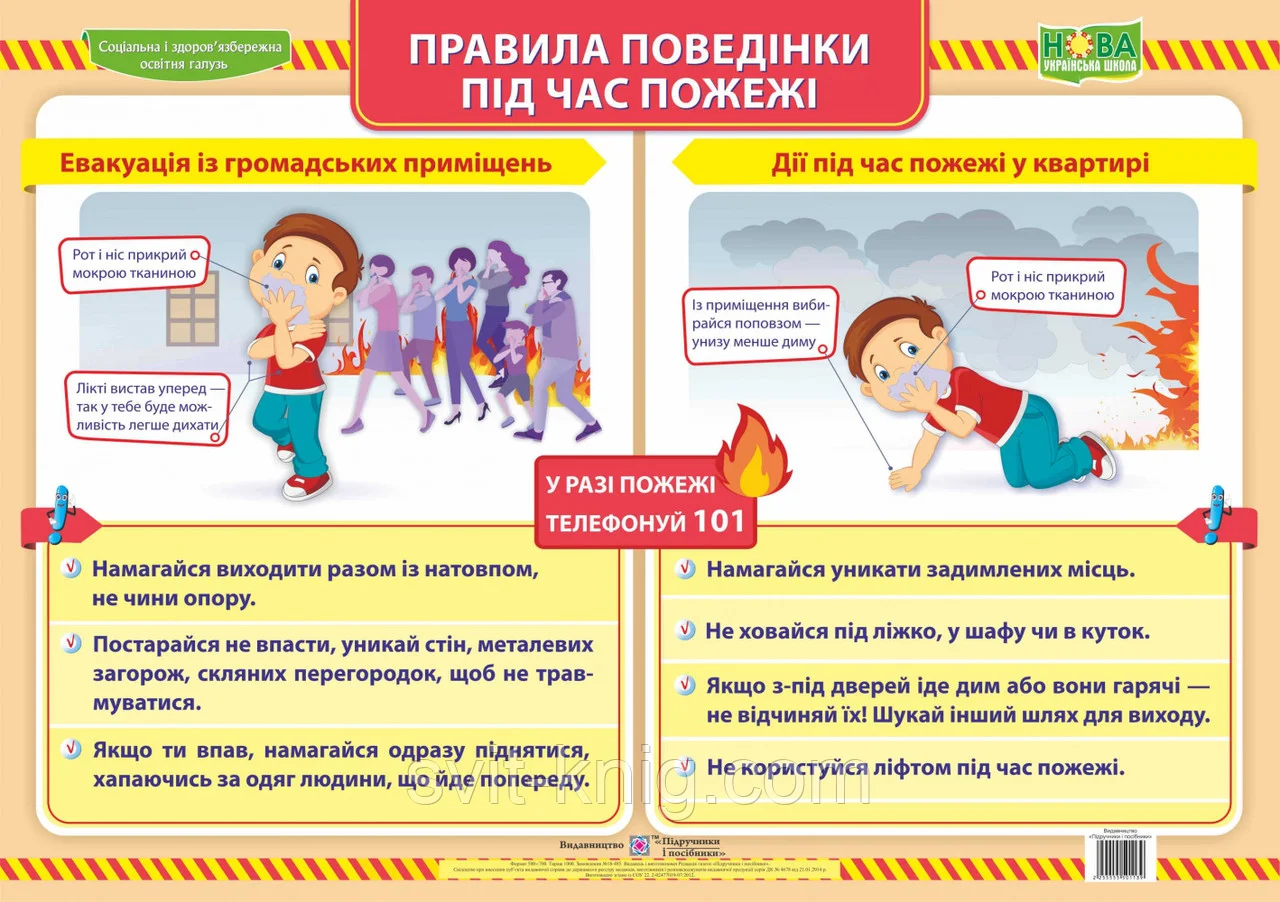 Соціальна і здоров'язбережна
освітня галузь
ПРАВИЛА ПОВЕДІНКИ
ПІД ЧАС ПОЖЕЖІ
НОВА
УКРАЇНСЬКА ШКОЛА
Евакуація із громадських приміщень
Рот і ніс прикрий
мокрою тканиною
Лікті вистав уперед —
так у тебе буде мож-
ливість легше дихати
Дії під час пожежі у квартирі
Із приміщення виби-
райся поповзом —
унизу менше диму
Рот і ніс прикрий
мокрою тканиною
У РАЗІ ПОЖЕЖІ
ТЕЛЕФОНУЙ 101
Намагайся виходити разом із натовпом,
не чини опору.
Постарайся не впасти, уникай стін, металевих
загорож, скляних перегородок, щоб не трав-
муватися.
Якщо ти впав, намагайся одразу піднятися,
хапаючись за одяг людини, що йде попереду.
Намагайся уникати задимлених місць.
Не ховайся під ліжко, у шафу чи в куток.
Якщо з-під дверей іде дим або вони гарячі —
не відчиняй їх! Шукай інший шлях для виходу.
Не користуйся ліфтом під час пожежі.
svit-knig.com
Видавництво
«Підручники
і посібники»
TM
Видавництво
«Підручники і посібники»